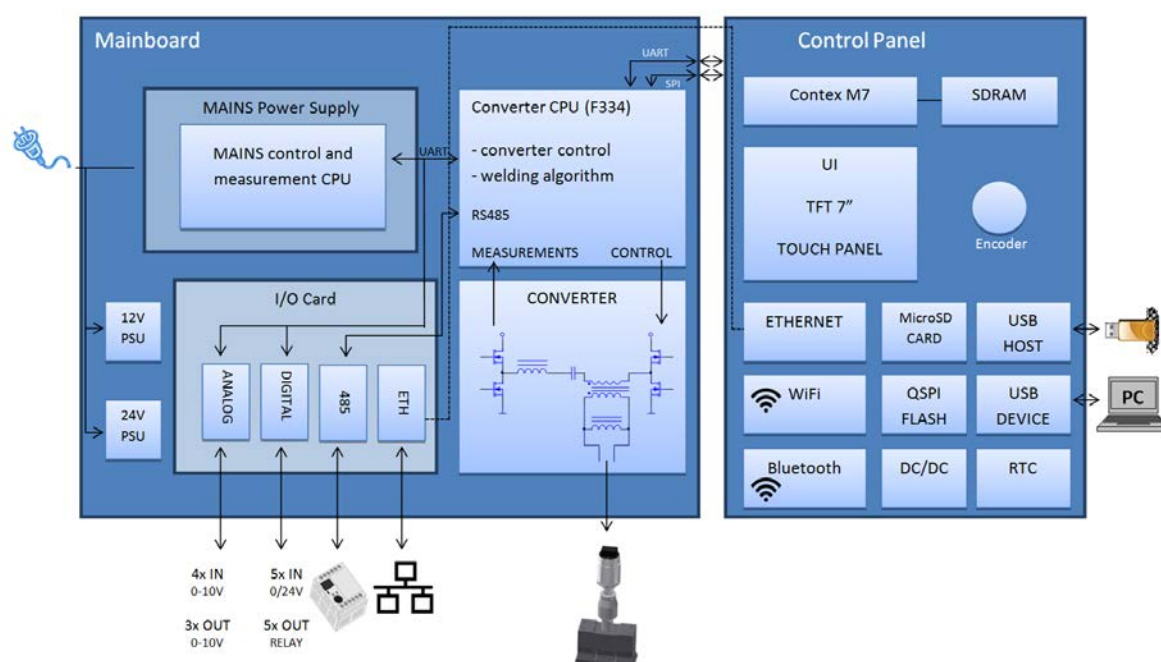 Mainboard
MAINS Power Supply
MAINS control and
measurement CPU
UART
UART
SPI
Converter CPU (F334)
- converter control
- welding algorithm
RS485
MEASUREMENTS
CONTROL
CONVERTER
12V
PSU
24V
PSU
I/O Card
ANALOG
DIGITAL
485
ETH
4x IN
0-10V
3x OUT
0-10V
5x IN
0/24V
5x OUT
RELAY
Control Panel
Contex M7
SDRAM
UI
TFT 7”
TOUCH PANEL
Encoder
ETHERNET
MicroSD
CARD
USB
HOST
WiFi
QSPI
FLASH
USB
DEVICE
PC
Bluetooth
DC/DC
RTC